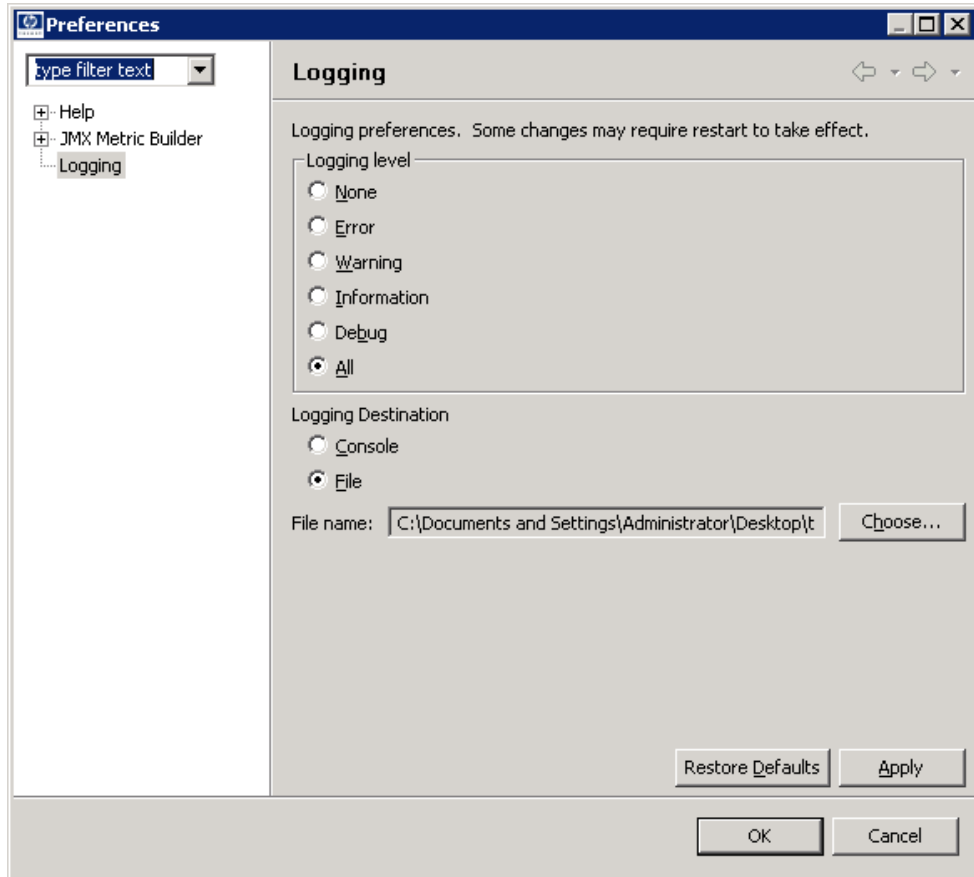 Preferences
type filter text
Help
JMX Metric Builder
Logging
Logging
Logging preferences.  Some changes may require restart to take effect.
Logging level
None
Error
Warning
Information
Debug
All
Logging Destination
Console
File
File name: C:\Documents and Settings\Administrator\Desktop\t Choose...
Restore Defaults Apply
OK Cancel